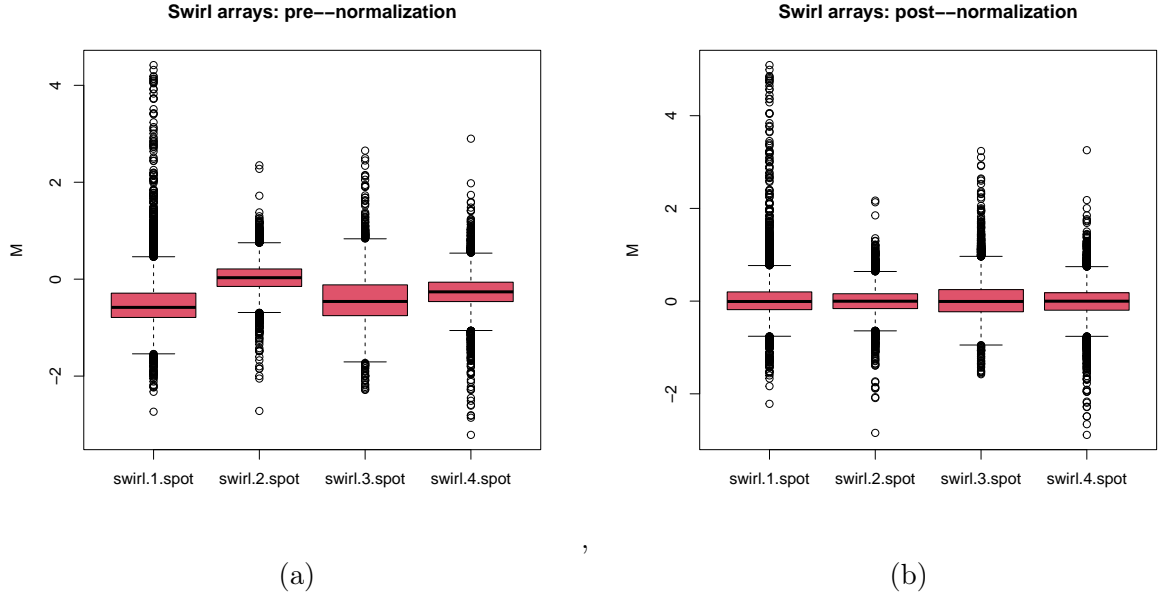 Swirl arrays: pre−−normalization
M
4
2
0
−2
swirl.1.spot swirl.2.spot swirl.3.spot swirl.4.spot
(a)
,
Swirl arrays: post−−normalization
M
4
2
0
−2
swirl.1.spot swirl.2.spot swirl.3.spot swirl.4.spot
(b)